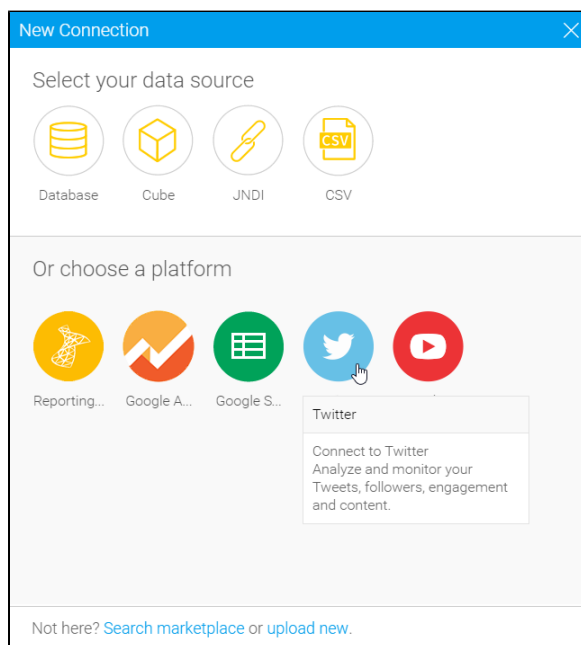 New Connection
Select your data source
CSV
Database
Cube
JNDI
CSV
Or choose a platform
Reporting...
Google A...
Google S...
Twitter
Connect to Twitter
Analyze and monitor your
Tweets, followers, engagement
and content.
Not here? Search marketplace or upload new.